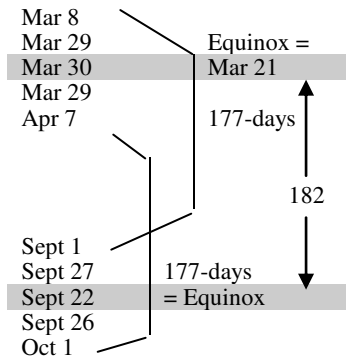 Mar 8
Mar 29 Equinox =
Mar 30 Mar 21
Mar 29
Apr 7 177-days
182
Sept 1
Sept 27 177-days
Sept 22 = Equinox
Sept 26
Oct 1